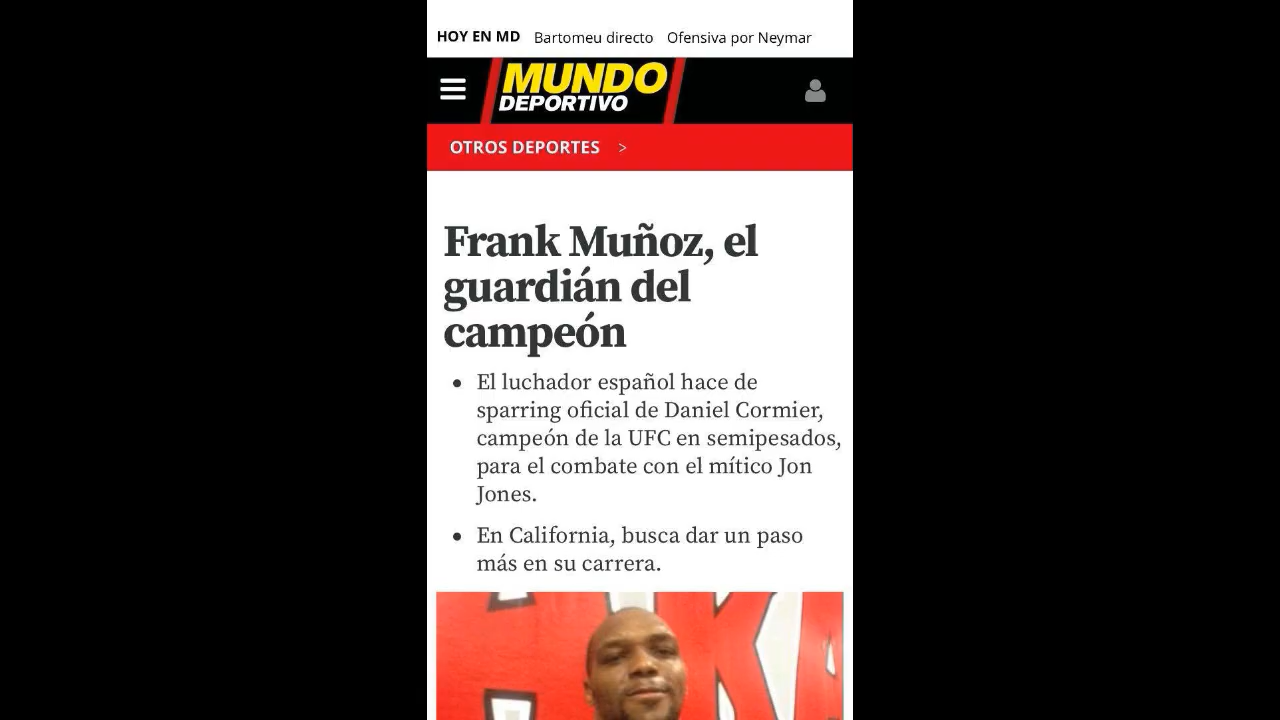 HOY EN MD Bartomeu directo Ofensiva por Neymar
MUNDO
DEPORTIVO
OTROS DEPORTES >
Frank Muñoz, el
guardián del
campeón
• El luchador español hace de
sparring oficial de Daniel Cormier,
campeón de la UFC en semipesados,
para el combate con el mítico Jon
Jones.
• En California, busca dar un paso
más en su carrera.